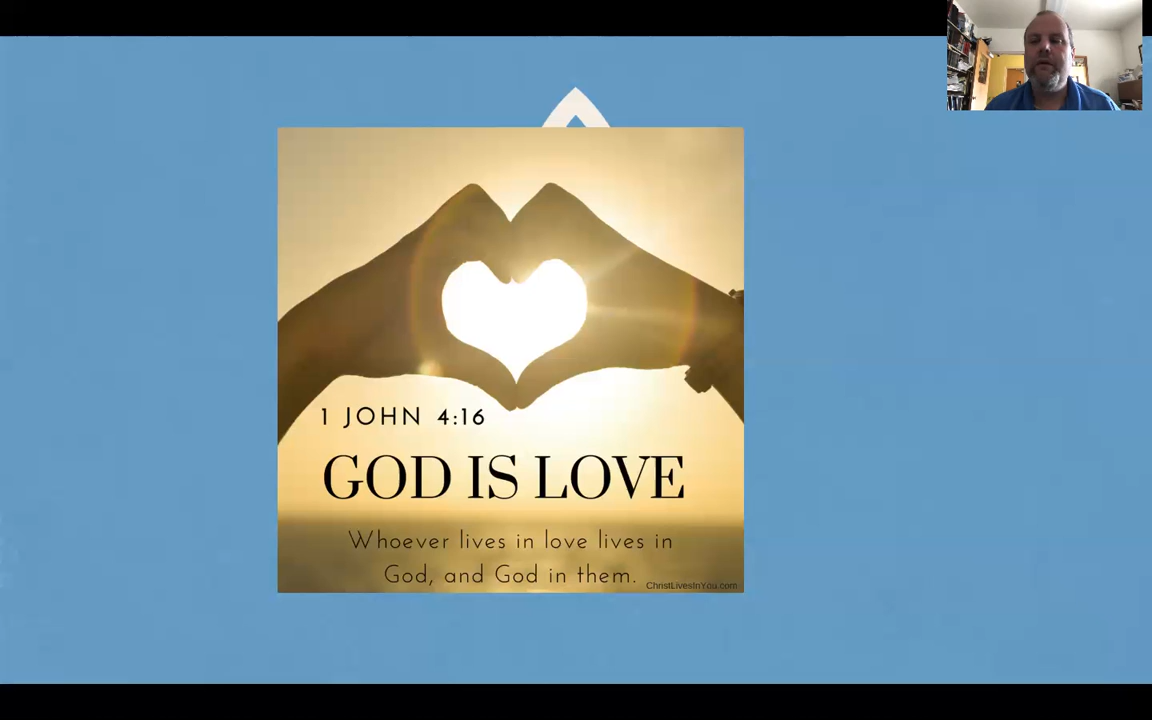 1 JOHN 4:16
GOD IS LOVE
Whoever lives in love lives in
God, and God in them.
ChristLivesInYou.com